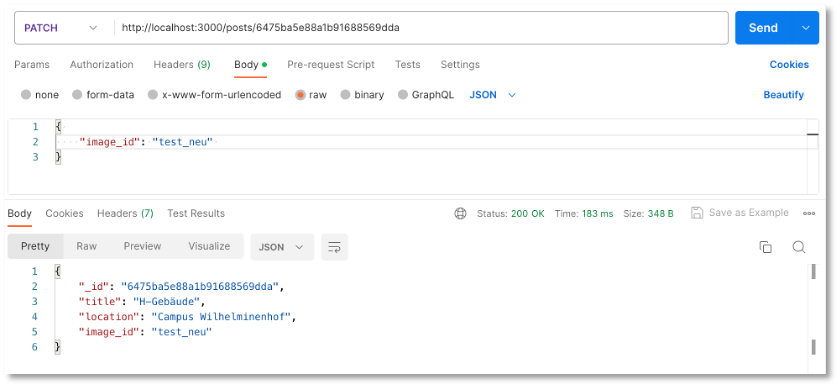 PATCH http://localhost:3000/posts/6475ba5e88a1b91688569dda Send
Params Authorization Headers (9) Body Pre-request Script Tests Settings Cookies
none form-data x-www-form-urlencoded raw binary GraphQL JSON Beautify
1 {
2 "image_id": "test_neu"
3 }
Body Cookies Headers (7) Test Results Status: 200 OK Time: 183 ms Size: 348 B Save as Example
Pretty Raw Preview Visualize JSON
1 {
2 "_id": "6475ba5e88a1b91688569dda",
3 "title": "H-Gebäude",
4 "location": "Campus Wilhelminenhof",
5 "image_id": "test_neu"
6 }